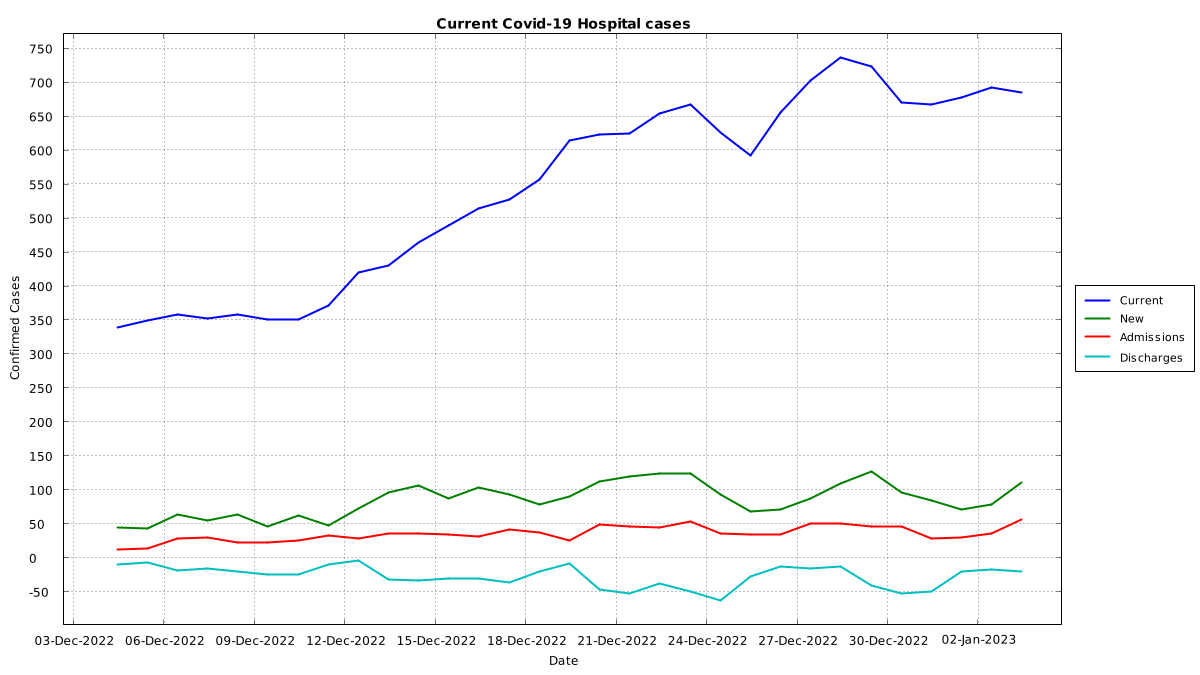 Current Covid-19 Hospital cases
750
700
650
600
550
500
450
400
350
300
250
200
150
100
50
0
-50
Confirmed Cases
03-Dec-2022 06-Dec-2022 09-Dec-2022 12-Dec-2022 15-Dec-2022 18-Dec-2022 21-Dec-2022 24-Dec-2022 27-Dec-2022 30-Dec-2022 02-Jan-2023
Date
Current
New
Admissions
Discharges